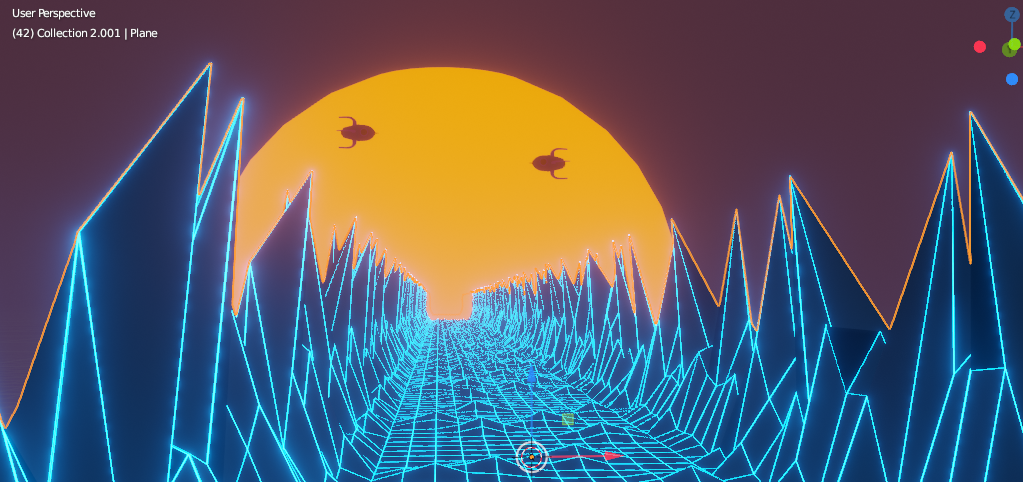 User Perspective
(42) Collection 2.001 | Plane
Z